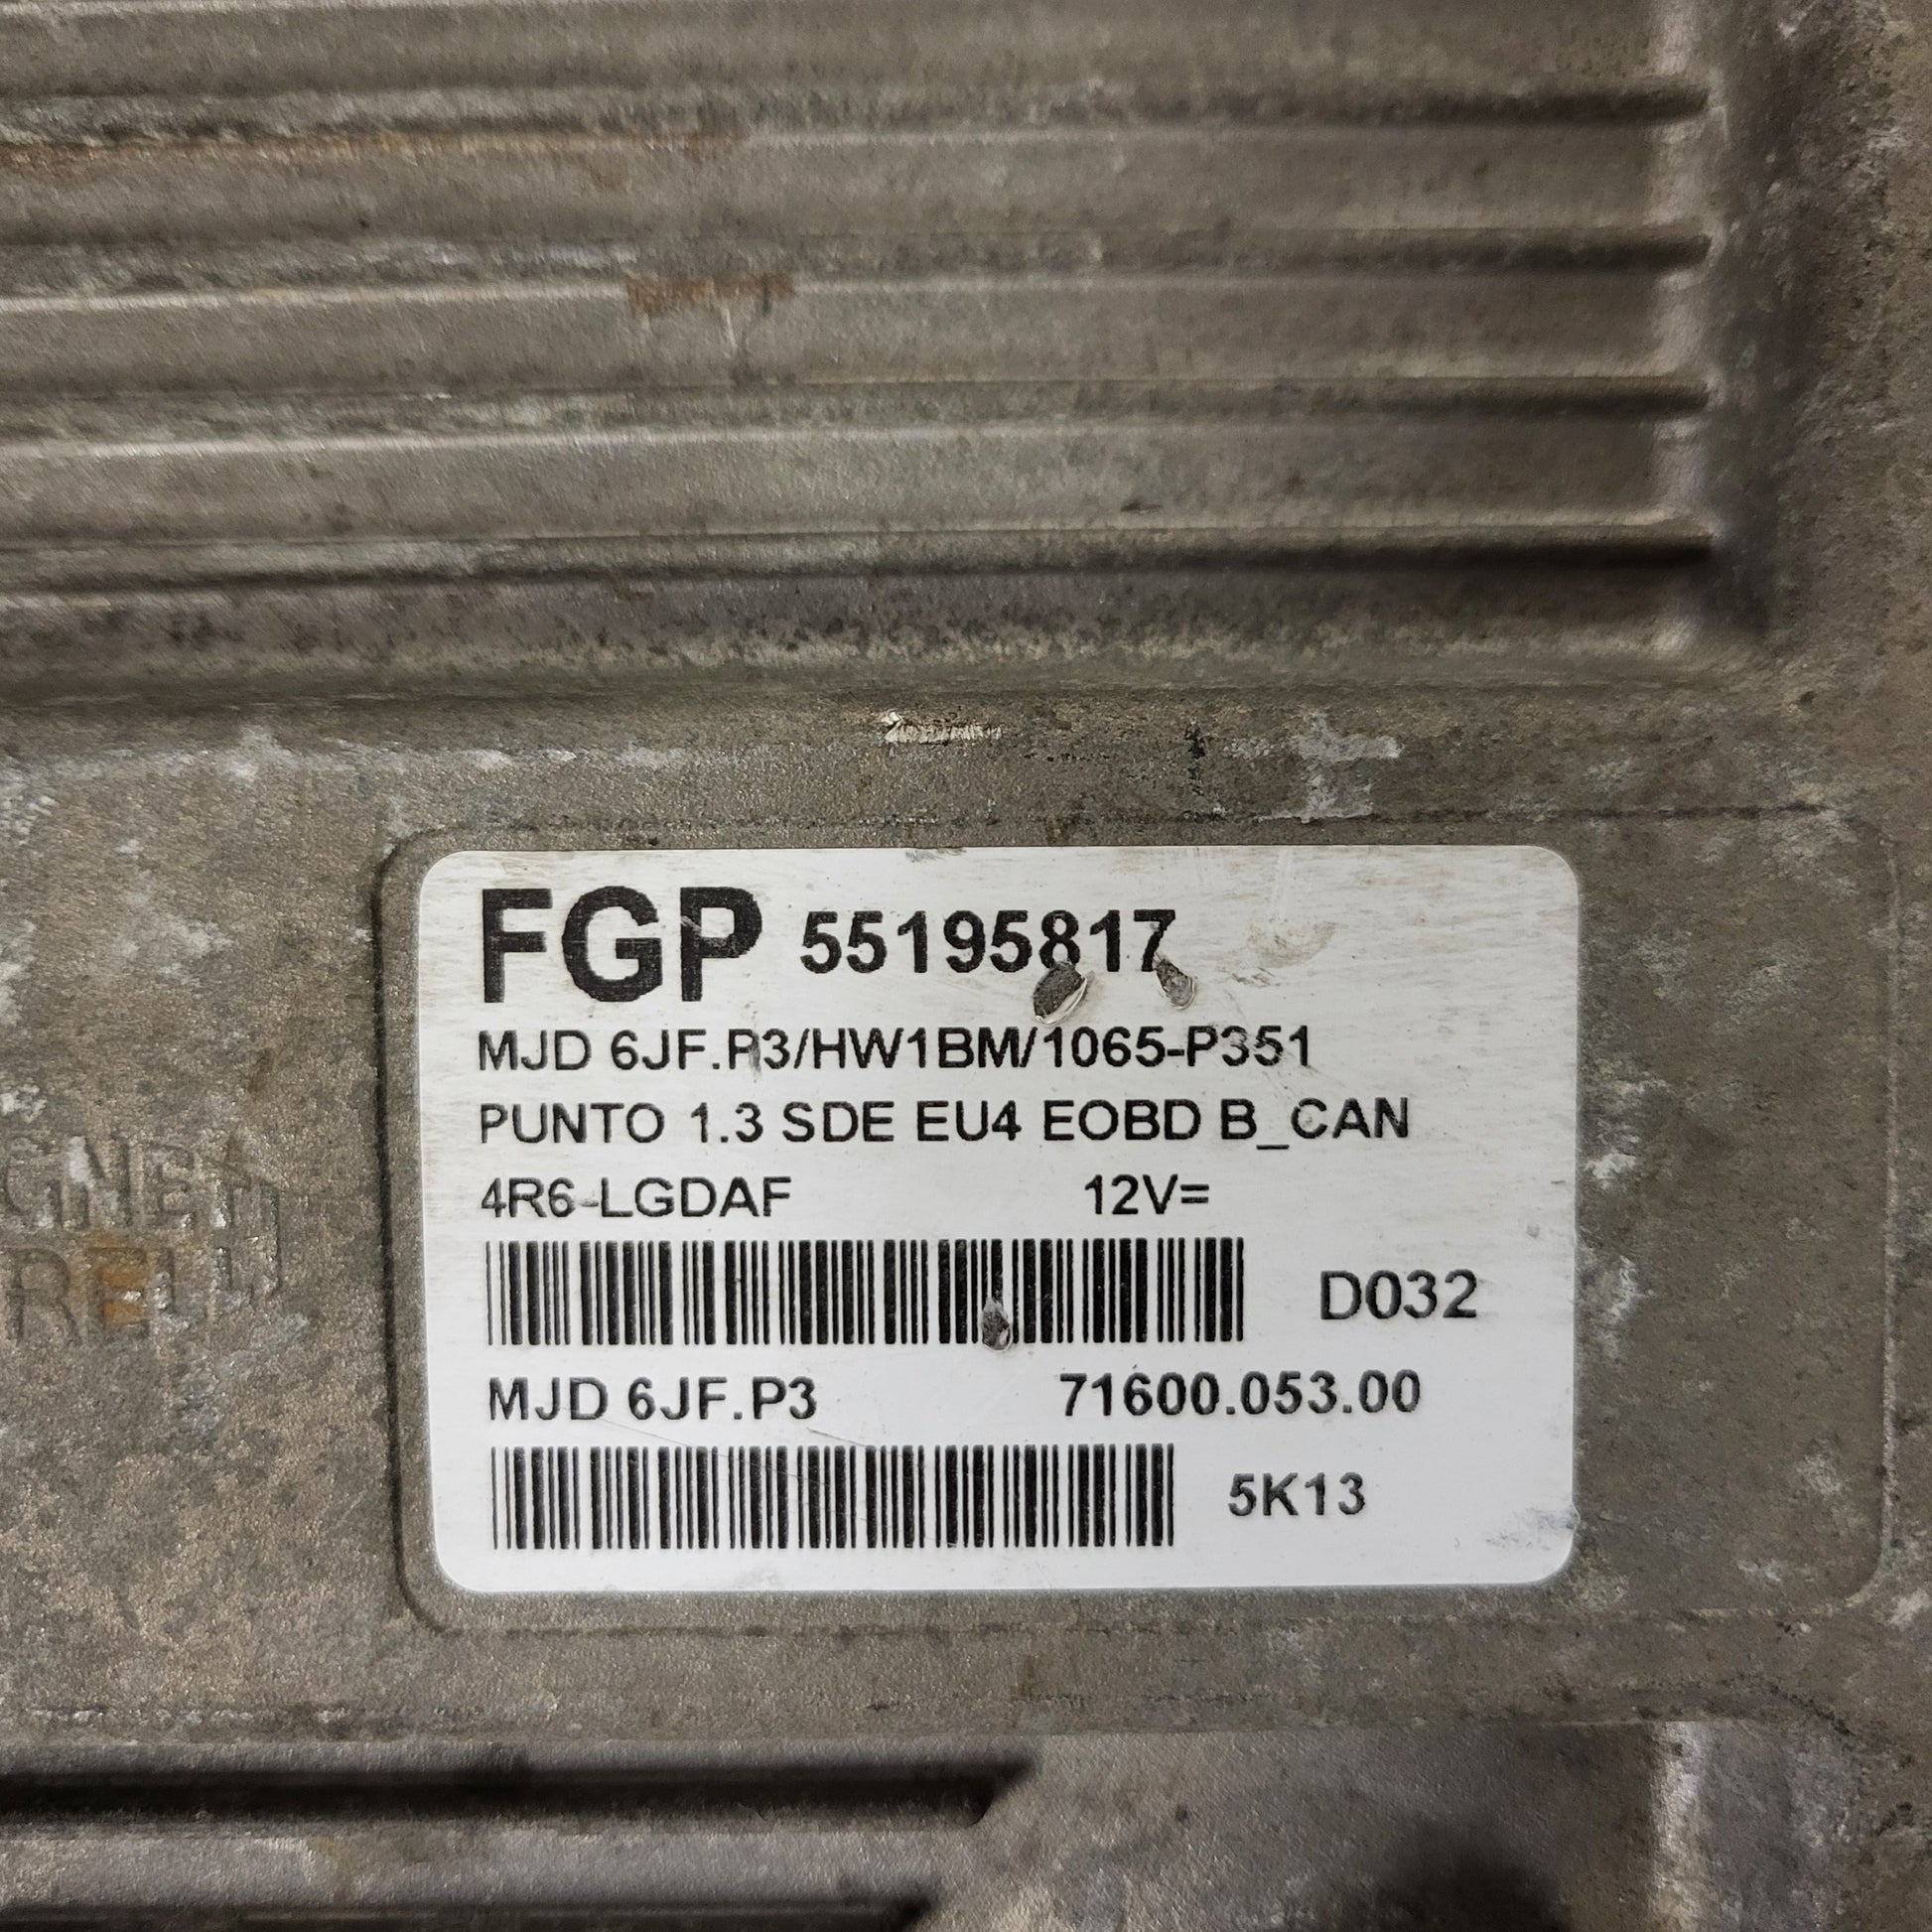 FGP 55195817
MJD 6JF.P3/HW1BM/1065-P351
PUNTO 1.3 SDE EU4 EOBD B_CAN
4R6-LGDAF 12V=
D032
MJD 6JF.P3 71600.053.00
5K13